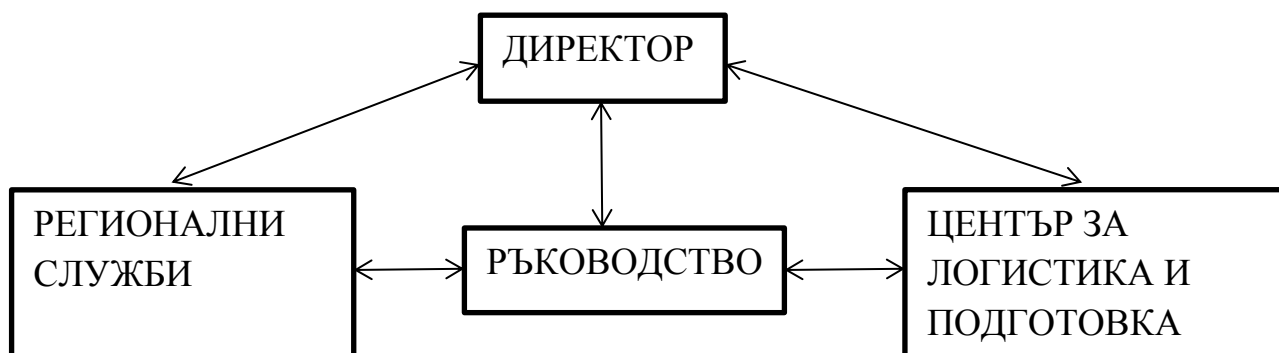 ДИРЕКТОР
РЕГИОНАЛНИ
СЛУЖБИ
РЪКОВОДСТВО
ЦЕНТЪР ЗА
ЛОГИСТИКА И
ПОДГОТОВКА